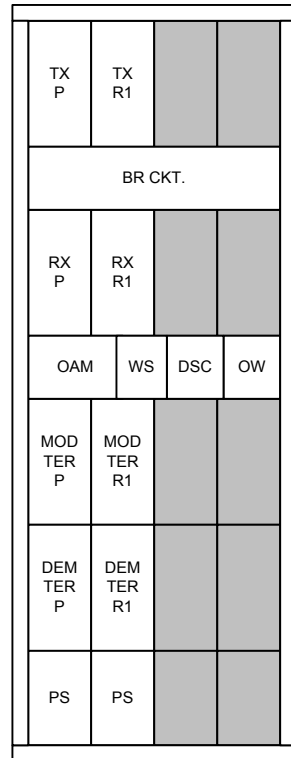 TX
P
TX
R1
BR CKT.
RX
P
RX
R1
OAM
WS
DSC
OW
MOD
TER
P
MOD
TER
R1
DEM
TER
P
DEM
TER
R1
PS
PS